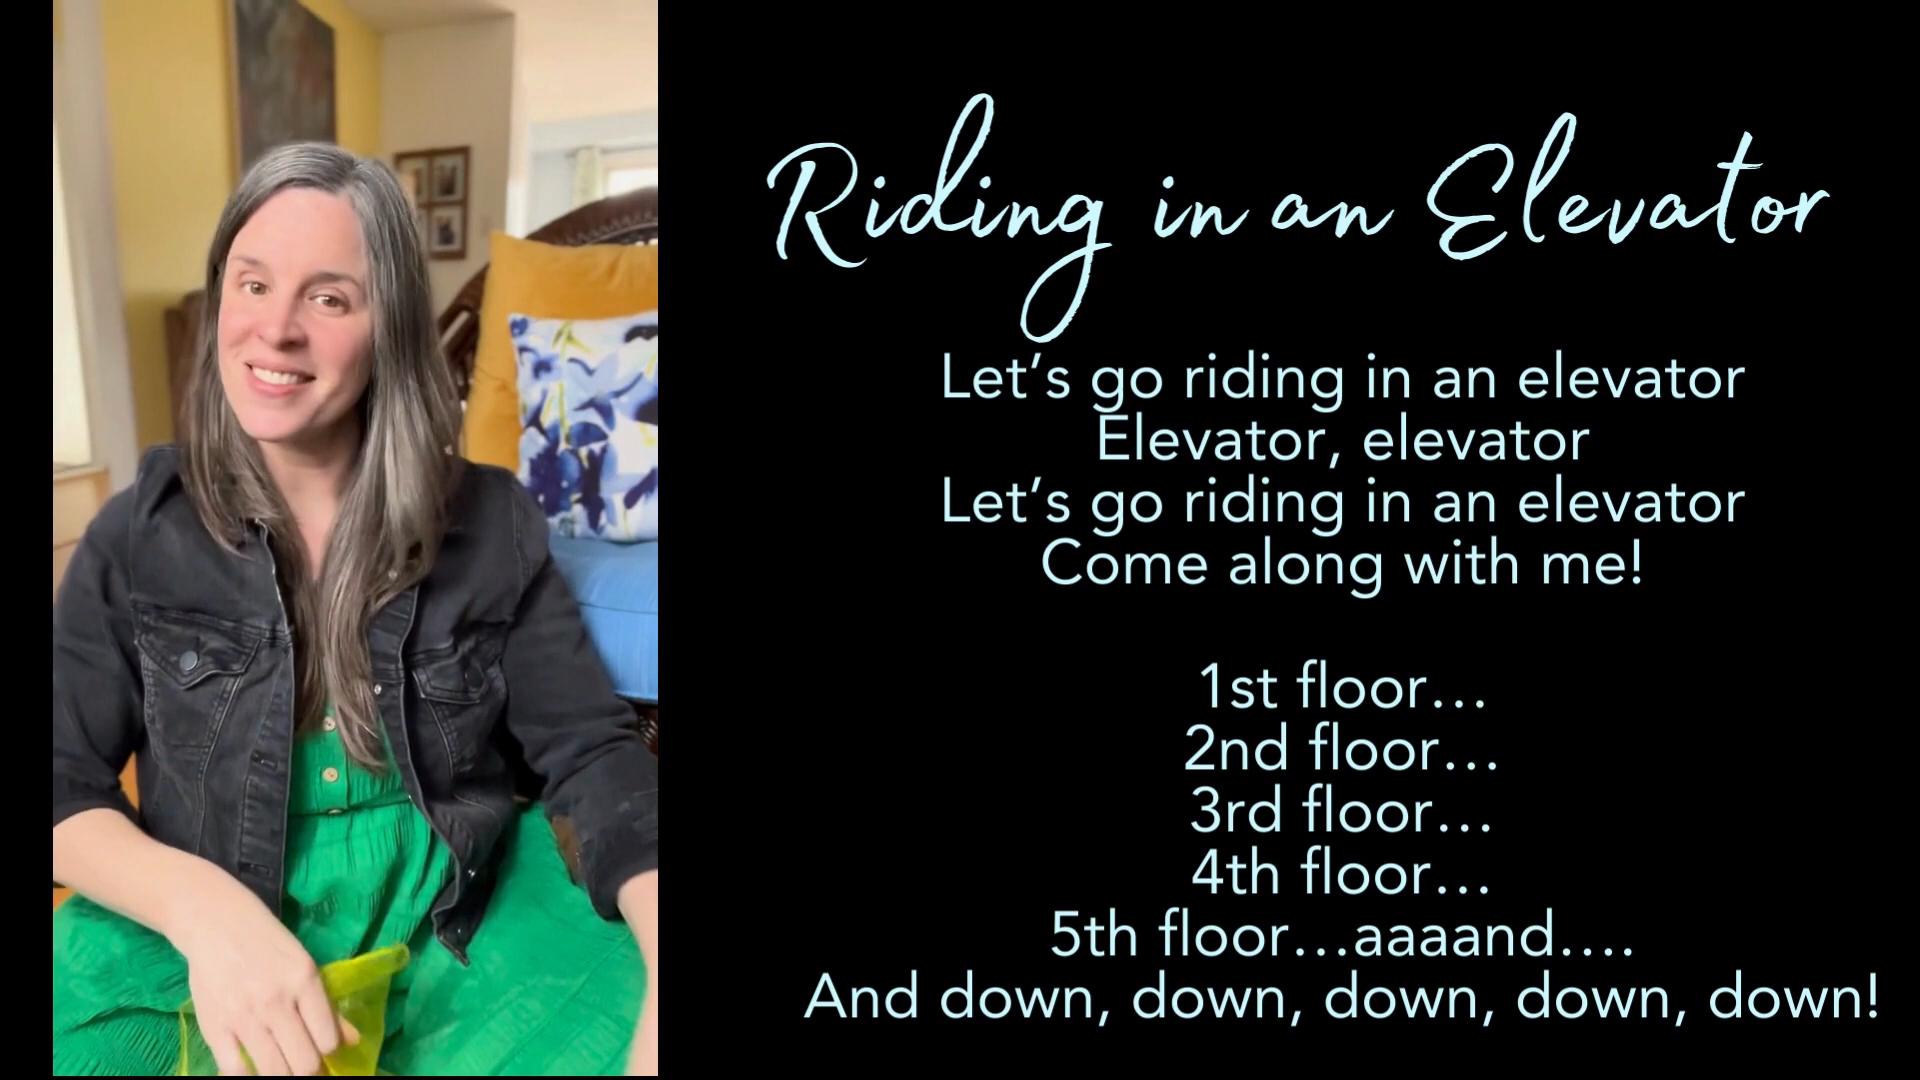 Riding in an Elevator
Let’s go riding in an elevator
Elevator, elevator
Let’s go riding in an elevator
Come along with me!
1st floor…
2nd floor…
3rd floor…
4th floor…
5th floor…aaaand….
And down, down, down, down, down!